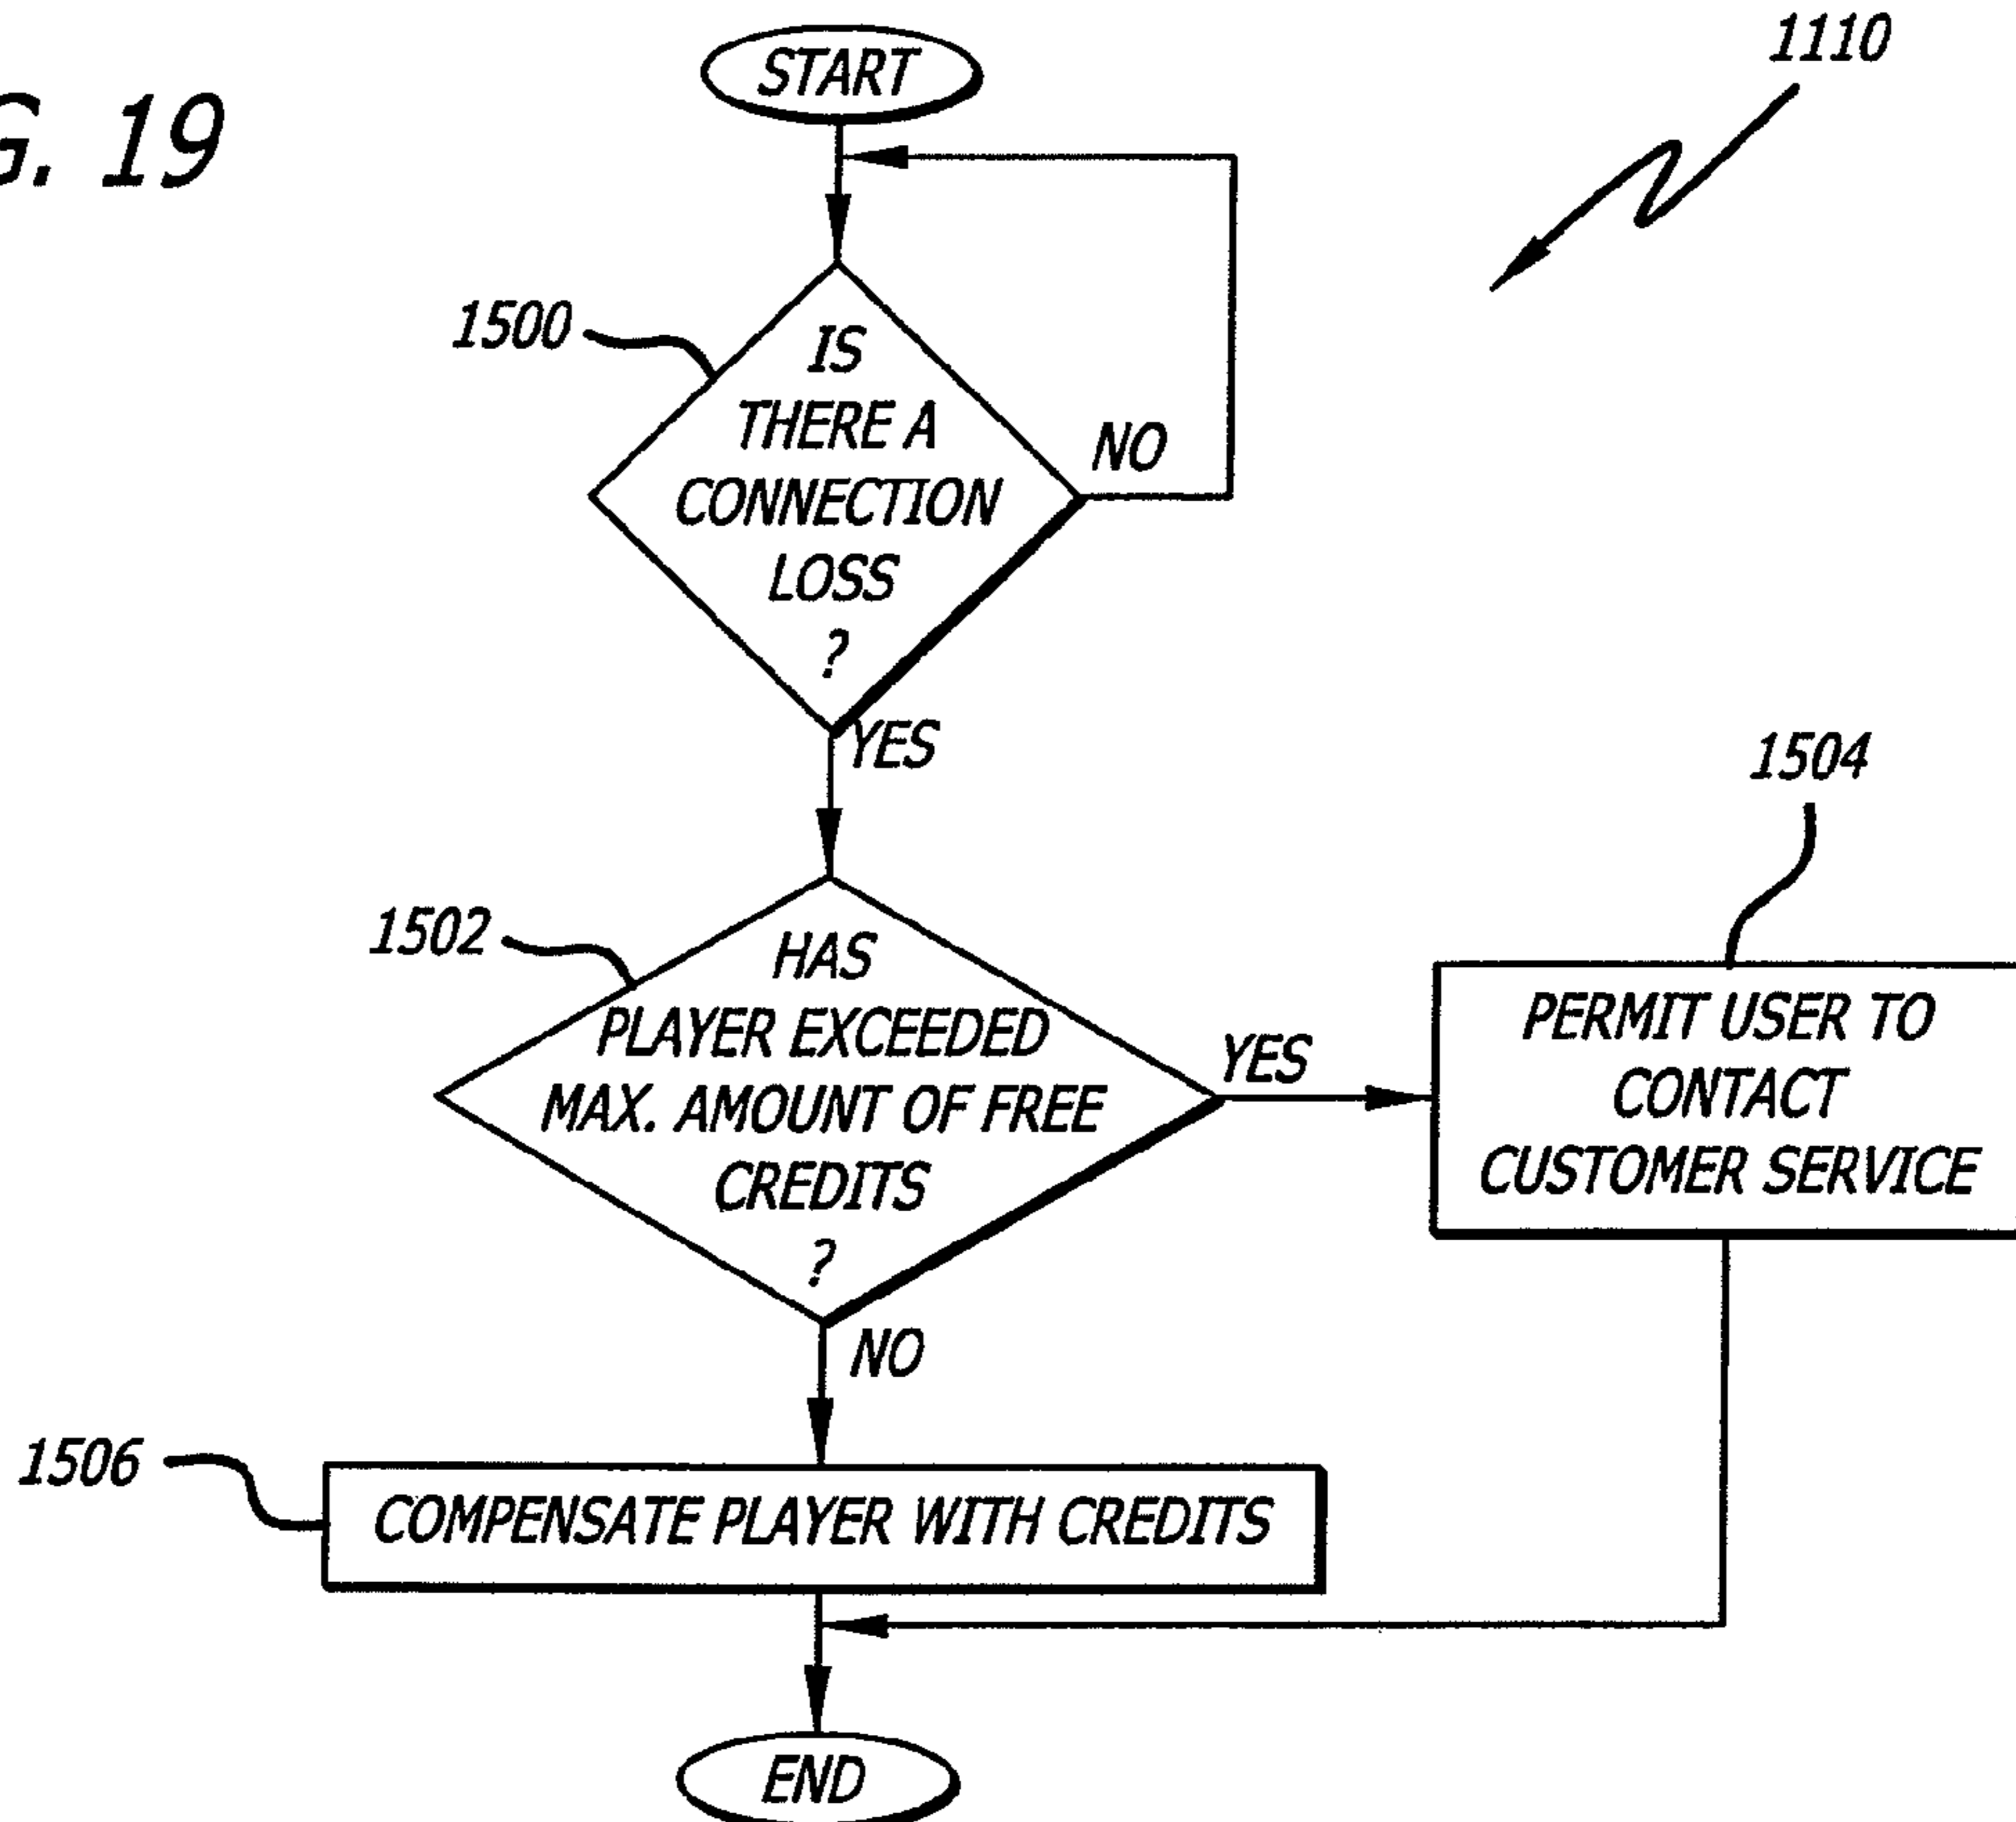 START
1110
G. 19
1500
IS
THERE A
CONNECTION
LOSS
?
NO
YES
1504
1502
HAS
PLAYER EXCEEDED
MAX. AMOUNT OF FREE
CREDITS
?
YES
PERMIT USER TO
CONTACT
CUSTOMER SERVICE
NO
1506
COMPENSATE PLAYER WITH CREDITS
END